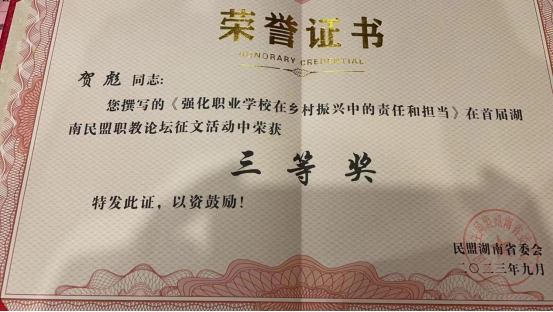 荣誉证书
HONORARY CREDENTIAL
贺彪 同志：
您撰写的《强化职业学校在乡村振兴中的责任和担当》在首届湖
南民盟职教论坛征文活动中荣获
三等奖
特发此证，以资鼓励！
民盟湖南省委会
二〇二三年九月